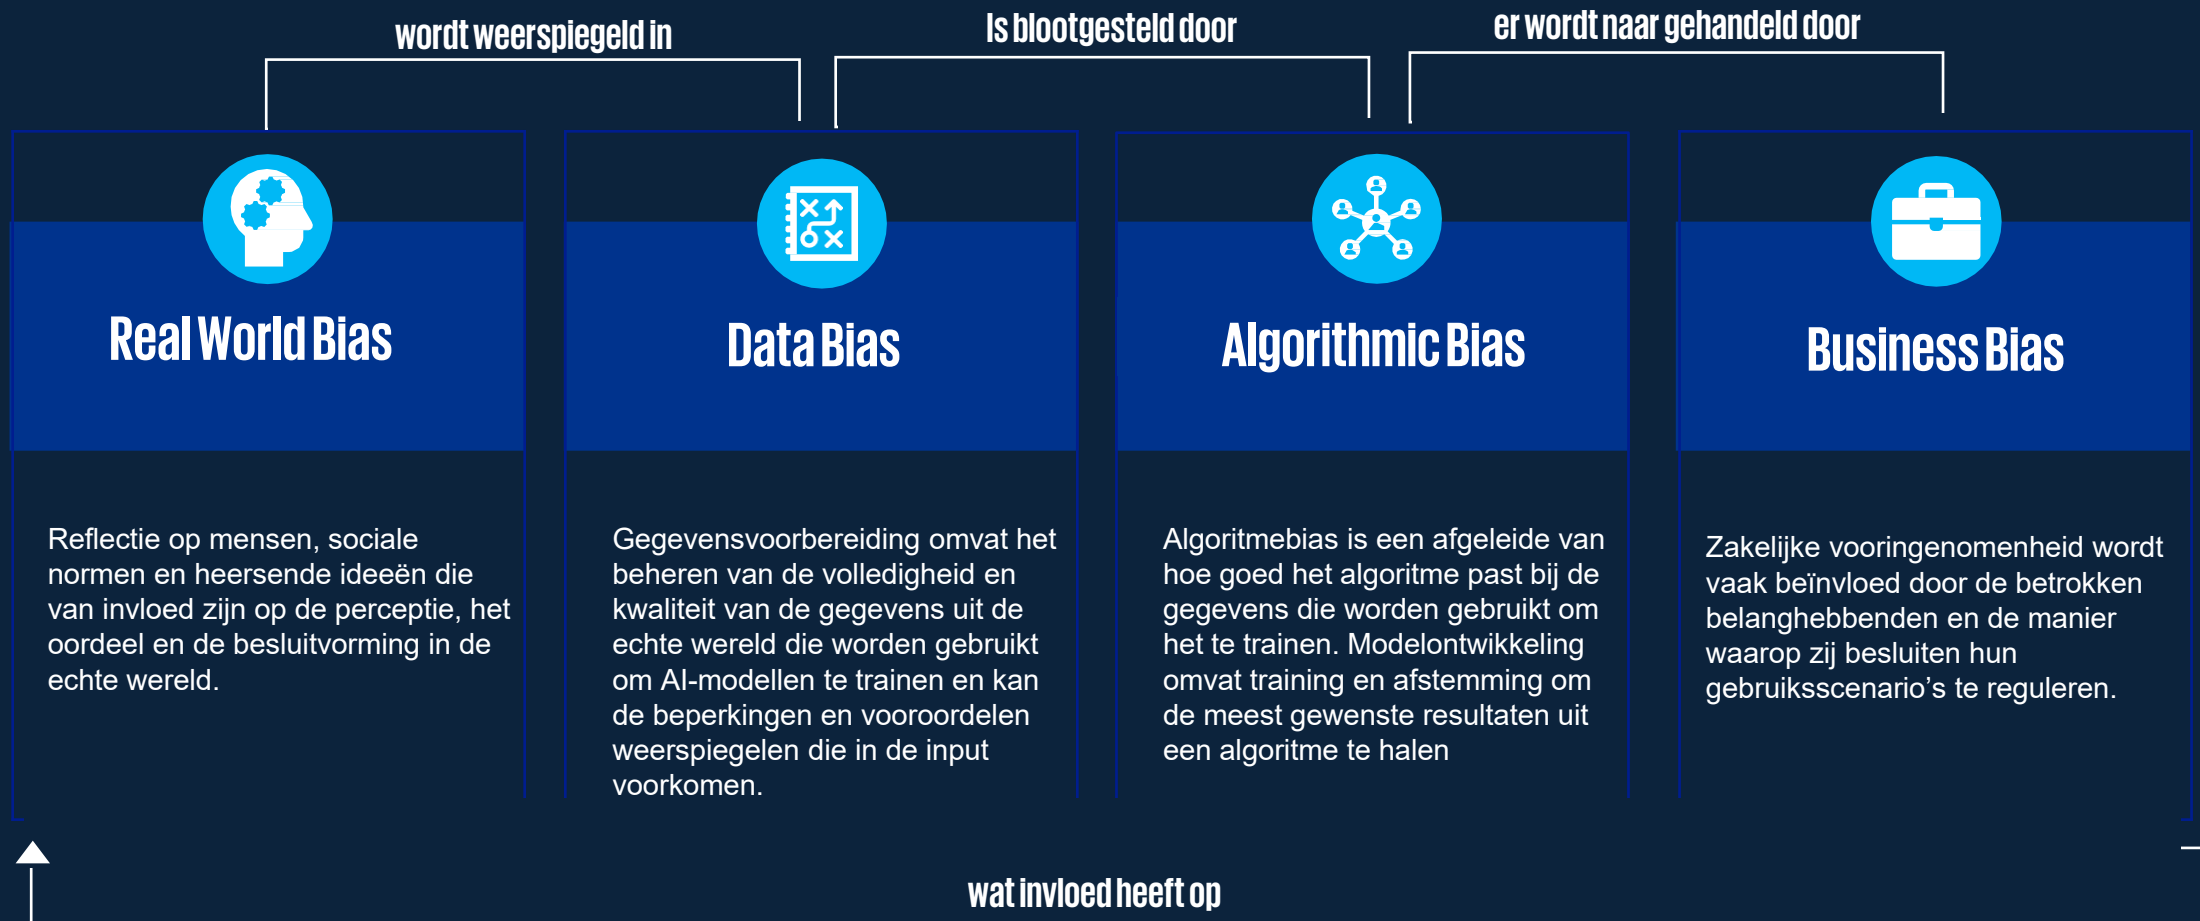 wordt weerspiegeld in
Is blootgesteld door
er wordt naar gehandeld door
Real World Bias
Data Bias
Algorithmic Bias
Business Bias
Reflectie op mensen, sociale
normen en heersende ideeën die
van invloed zijn op de perceptie, het
oordeel en de besluitvorming in de
echte wereld.
Gegevensvoorbereiding omvat het
beheren van de volledigheid en
kwaliteit van de gegevens uit de
echte wereld die worden gebruikt
om AI-modellen te trainen en kan
de beperkingen en vooroordelen
weerspiegelen die in de input
voorkomen.
Algoritmebias is een afgeleide van
hoe goed het algoritme past bij de
gegevens die worden gebruikt om
het te trainen. Modelontwikkeling
omvat training en afstemming om
de meest gewenste resultaten uit
een algoritme te halen
Zakelijke vooringenomenheid wordt
vaak beïnvloed door de betrokken
belanghebbenden en de manier
waarop zij besluiten hun
gebruiksscenario’s te reguleren.
wat invloed heeft op